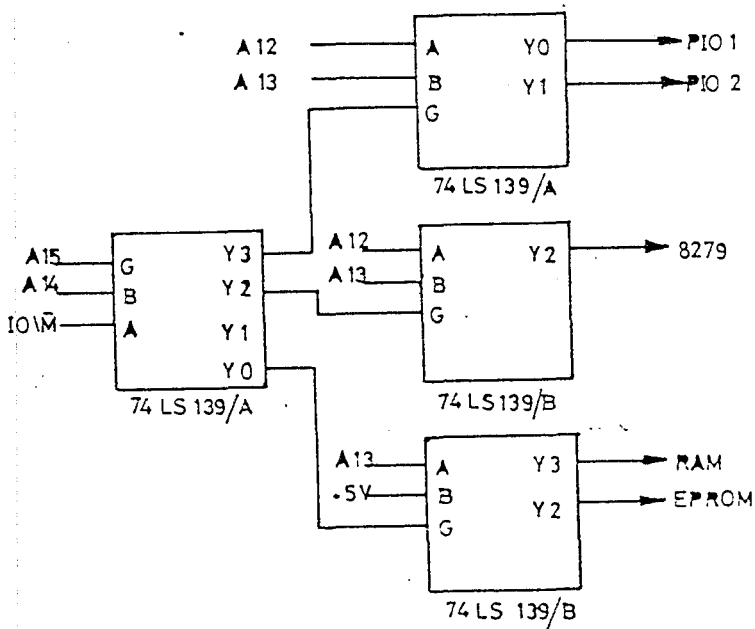 A12
A13
A
B
G
Y0
Y1
PIO 1
PIO 2
74 LS 139/A
A15
A14
IO\M̄
G
B
A
Y3
Y2
Y1
Y0
74 LS 139/A
A12
A13
A
B
G
Y2
8279
74 LS139/B
A13
.5V
A
B
G
Y3
Y2
RAM
EPROM
74 LS 139/B